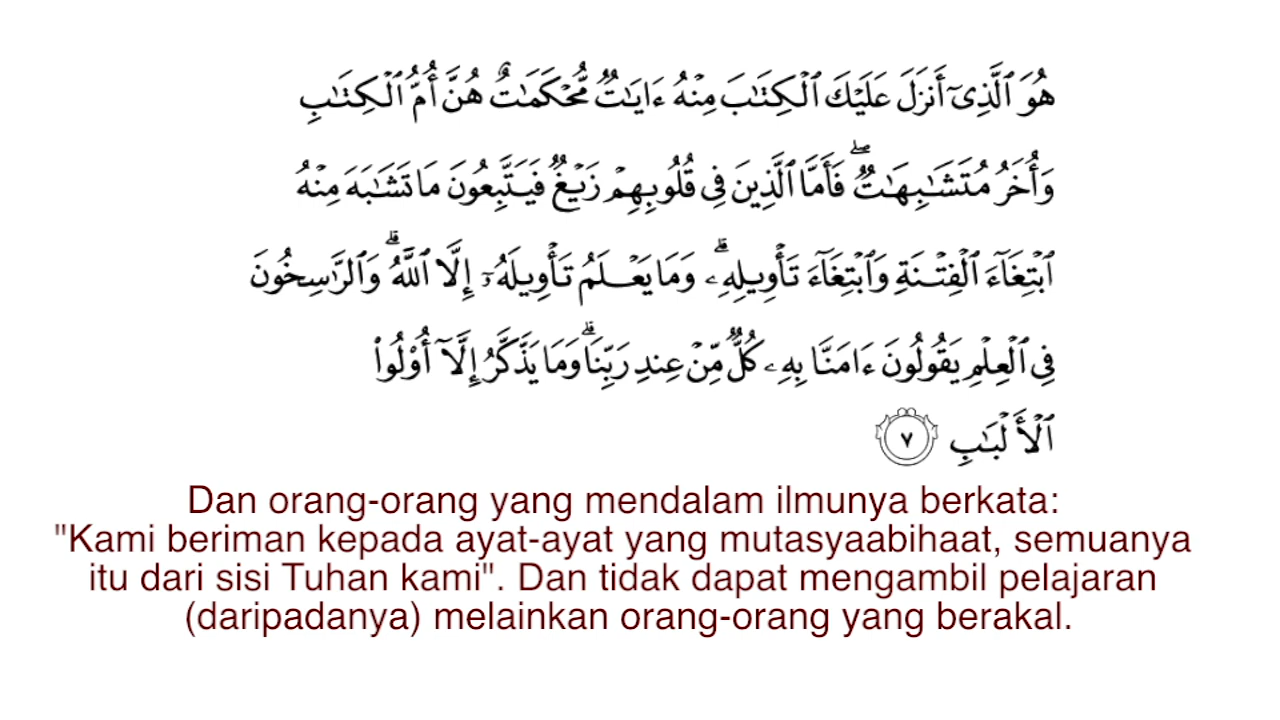 هُوَ ٱلَّذِىٓ أَنزَلَ عَلَيْكَ ٱلْكِتَـٰبَ مِنْهُ ءَايَـٰتٌ مُّحْكَمَـٰتٌ هُنَّ أُمُّ ٱلْكِتَـٰبِ
وَأُخَرُ مُتَشَـٰبِهَـٰتٌ ۖ فَأَمَّا ٱلَّذِينَ فِى قُلُوبِهِمْ زَيْغٌ فَيَتَّبِعُونَ مَا تَشَـٰبَهَ مِنْهُ
ٱبْتِغَآءَ ٱلْفِتْنَةِ وَٱبْتِغَآءَ تَأْوِيلِهِۦ ۗ وَمَا يَعْلَمُ تَأْوِيلَهُۥٓ إِلَّا ٱللَّهُ ۗ وَٱلرَّٰسِخُونَ
فِى ٱلْعِلْمِ يَقُولُونَ ءَامَنَّا بِهِۦ كُلٌّ مِّنْ عِندِ رَبِّنَا ۗ وَمَا يَذَّكَّرُ إِلَّآ أُو۟لُوا۟
ٱلْأَلْبَـٰبِ ٧
Dan orang-orang yang mendalam ilmunya berkata:
"Kami beriman kepada ayat-ayat yang mutasyaabihaat, semuanya
itu dari sisi Tuhan kami". Dan tidak dapat mengambil pelajaran
(daripadanya) melainkan orang-orang yang berakal.